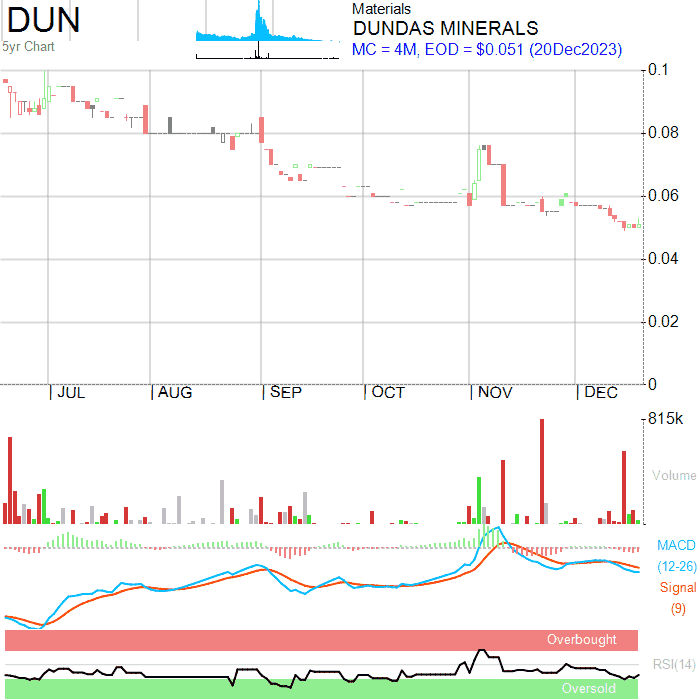 DUN
5yr Chart
Materials
DUNDAS MINERALS
MC = 4M, EOD = $0.051 (20Dec2023)
0.1
0.08
0.06
0.04
0.02
0
JUL AUG SEP OCT NOV DEC
815k
Volume
MACD
(12-26)
Signal
(9)
Overbought
RSI(14)
Oversold